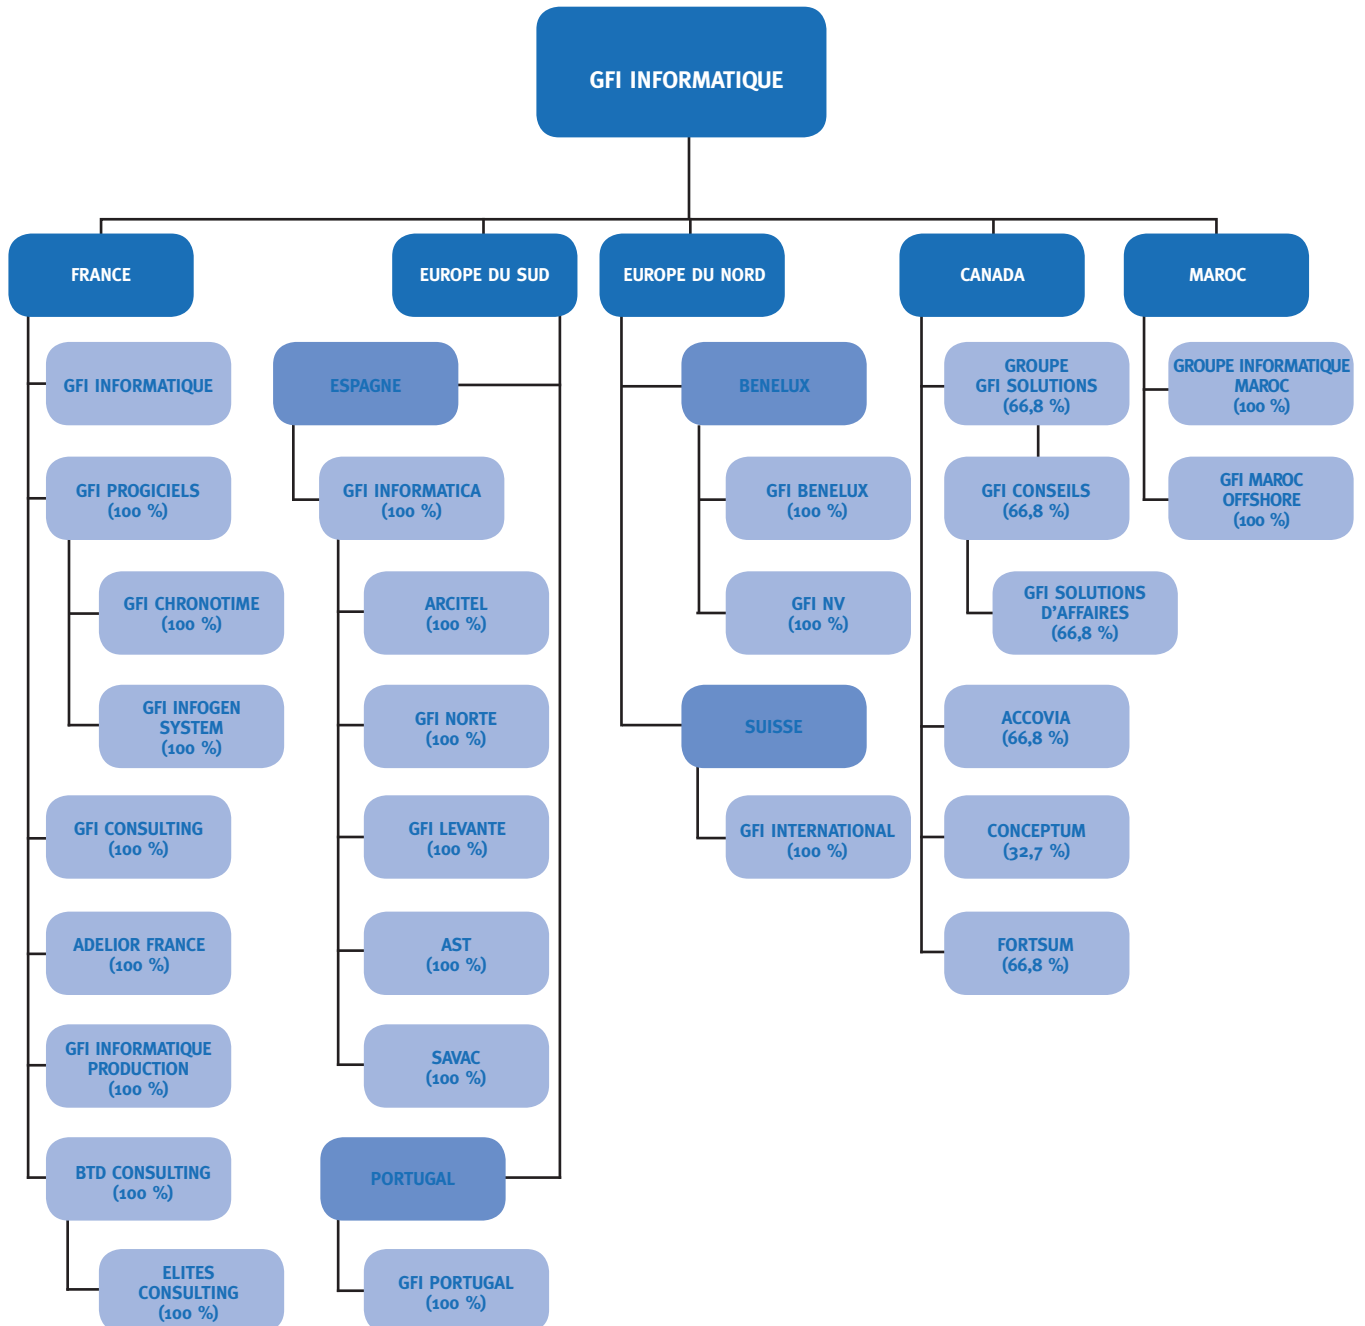 GFI INFORMATIQUE
FRANCE
GFI INFORMATIQUE
GFI PROGICIELS
(100 %)
GFI CHRONOTIME
(100 %)
GFI INFOGEN
SYSTEM
(100 %)
GFI CONSULTING
(100 %)
ADELIOR FRANCE
(100 %)
GFI INFORMATIQUE
PRODUCTION
(100 %)
BTD CONSULTING
(100 %)
ELITES
CONSULTING
(100 %)
EUROPE DU SUD
ESPAGNE
GFI INFORMATICA
(100 %)
ARCITEL
(100 %)
GFI NORTE
(100 %)
GFI LEVANTE
(100 %)
AST
(100 %)
SAVAC
(100 %)
PORTUGAL
GFI PORTUGAL
(100 %)
EUROPE DU NORD
BENELUX
GFI BENELUX
(100 %)
GFI NV
(100 %)
SUISSE
GFI INTERNATIONAL
(100 %)
CANADA
GROUPE
GFI SOLUTIONS
(66,8 %)
GFI CONSEILS
(66,8 %)
GFI SOLUTIONS
D'AFFAIRES
(66,8 %)
ACCOVIA
(66,8 %)
CONCEPTUM
(32,7 %)
FORTSUM
(66,8 %)
MAROC
GROUPE INFORMATIQUE
MAROC
(100 %)
GFI MAROC
OFFSHORE
(100 %)